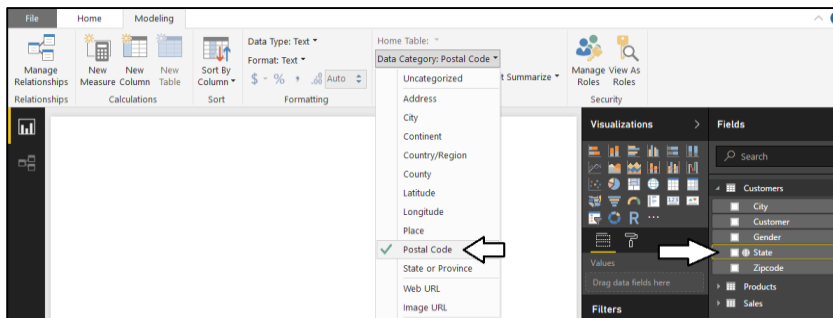 File Home Modeling
Data Type: Text
Home Table:
Format: Text
Data Category: Postal Code
$ % , .00 Auto
t Summarize
Manage
Relationships
New
Measure
New
Column
New
Table
Sort By
Column
Manage
Roles
View As
Roles
Relationships Calculations Sort Formatting Security
Uncategorized
Address
City
Continent
Country/Region
County
Latitude
Longitude
Place
Postal Code
State or Province
Web URL
Image URL
Visualizations
R
123
Values
Drag data fields here
Filters
Fields
Search
Customers
City
Customer
Gender
State
Zipcode
Products
Sales